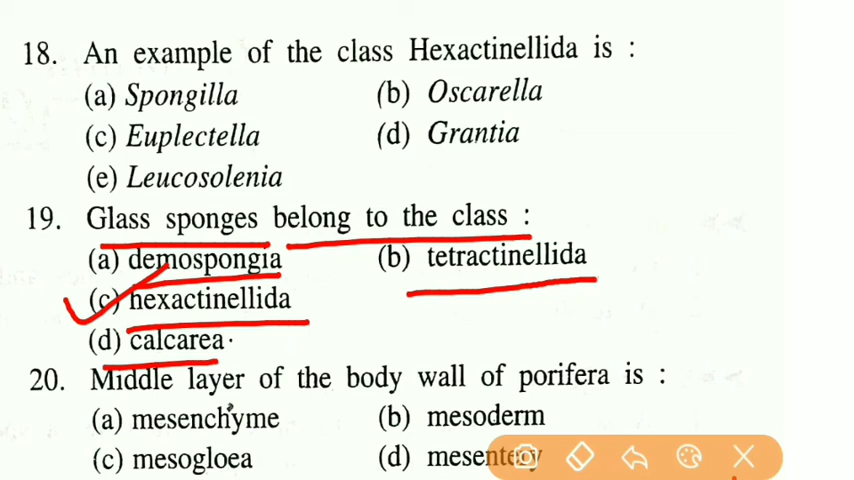 18. An example of the class Hexactinellida is :
(a) Spongilla (b) Oscarella
(c) Euplectella (d) Grantia
(e) Leucosolenia
19. Glass sponges belong to the class :
(a) demospongia (b) tetractinellida
(c) hexactinellida
(d) calcarea
20. Middle layer of the body wall of porifera is :
(a) mesenchyme (b) mesoderm
(c) mesogloea (d) mesentery